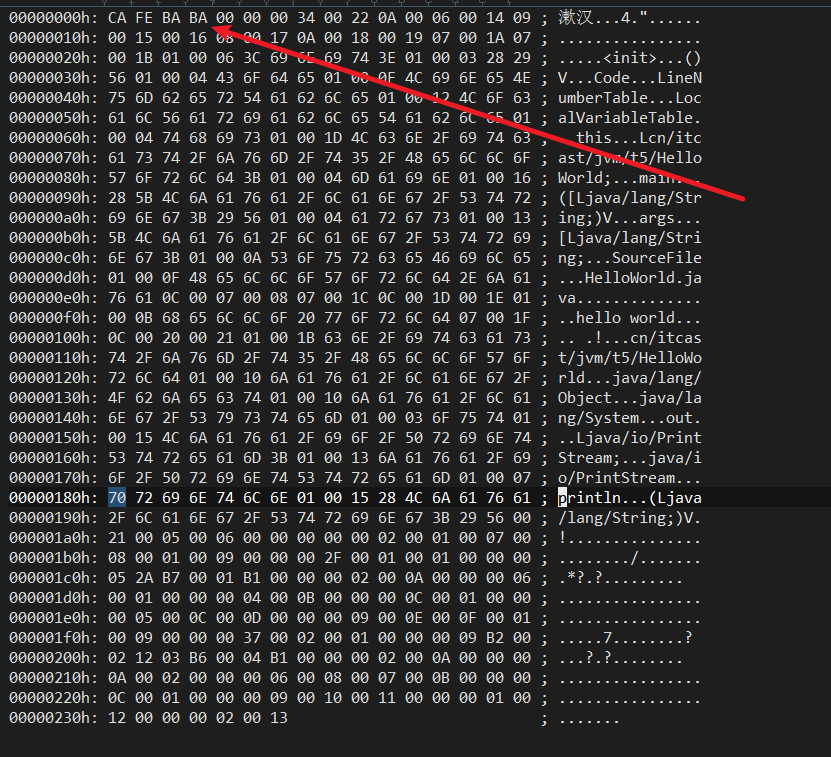 00000000h: CA FE BA BA 00 00 00 34 00 22 0A 00 06 00 14 09 ; 漱汉...4."......
00000010h: 00 15 00 16 08 00 17 0A 00 18 00 19 07 00 1A 07 ; ................
00000020h: 00 1B 01 00 06 3C 69 6E 69 74 3E 01 00 03 28 29 ; .....<init>...()
00000030h: 56 01 00 04 43 6F 64 65 01 00 0F 4C 69 6E 65 4E ; V...Code...LineN
00000040h: 75 6D 62 65 72 54 61 62 6C 65 01 00 12 4C 6F 63 ; umberTable...Loc
00000050h: 61 6C 56 61 72 69 61 62 6C 65 54 61 62 6C 65 01 ; alVariableTable.
00000060h: 00 04 74 68 69 73 01 00 1D 4C 63 6E 2F 69 74 63 ; ..this...Lcn/itc
00000070h: 61 73 74 2F 6A 76 6D 2F 74 35 2F 48 65 6C 6C 6F ; ast/jvm/t5/Hello
00000080h: 57 6F 72 6C 64 3B 01 00 04 6D 61 69 6E 01 00 16 ; World;...main...
00000090h: 28 5B 4C 6A 61 76 61 2F 6C 61 6E 67 2F 53 74 72 ; ([Ljava/lang/Str
000000a0h: 69 6E 67 3B 29 56 01 00 04 61 72 67 73 01 00 13 ; ing;)V...args...
000000b0h: 5B 4C 6A 61 76 61 2F 6C 61 6E 67 2F 53 74 72 69 ; [Ljava/lang/Stri
000000c0h: 6E 67 3B 01 00 0A 53 6F 75 72 63 65 46 69 6C 65 ; ng;...SourceFile
000000d0h: 01 00 0F 48 65 6C 6C 6F 57 6F 72 6C 64 2E 6A 61 ; ...HelloWorld.ja
000000e0h: 76 61 0C 00 07 00 08 07 00 1C 0C 00 1D 00 1E 01 ; va..............
000000f0h: 00 0B 68 65 6C 6C 6F 20 77 6F 72 6C 64 07 00 1F ; ..hello world...
00000100h: 0C 00 20 00 21 01 00 1B 63 6E 2F 69 74 63 61 73 ; .. .!...cn/itcas
00000110h: 74 2F 6A 76 6D 2F 74 35 2F 48 65 6C 6C 6F 57 6F ; t/jvm/t5/HelloWo
00000120h: 72 6C 64 01 00 10 6A 61 76 61 2F 6C 61 6E 67 2F ; rld...java/lang/
00000130h: 4F 62 6A 65 63 74 01 00 10 6A 61 76 61 2F 6C 61 ; Object...java/la
00000140h: 6E 67 2F 53 79 73 74 65 6D 01 00 03 6F 75 74 01 ; ng/System...out.
00000150h: 00 15 4C 6A 61 76 61 2F 69 6F 2F 50 72 69 6E 74 ; ..Ljava/io/Print
00000160h: 53 74 72 65 61 6D 3B 01 00 13 6A 61 76 61 2F 69 ; Stream;...java/i
00000170h: 6F 2F 50 72 69 6E 74 53 74 72 65 61 6D 01 00 07 ; o/PrintStream...
00000180h: 70 72 69 6E 74 6C 6E 01 00 15 28 4C 6A 61 76 61 ; println...(Ljava
00000190h: 2F 6C 61 6E 67 2F 53 74 72 69 6E 67 3B 29 56 00 ; /lang/String;)V.
000001a0h: 21 00 05 00 06 00 00 00 00 00 02 00 01 00 07 00 ; !...............
000001b0h: 08 00 01 00 09 00 00 00 2F 00 01 00 01 00 00 00 ; ......../.......
000001c0h: 05 2A B7 00 01 B1 00 00 00 02 00 0A 00 00 00 06 ; .*?.?.........
000001d0h: 00 01 00 00 00 04 00 0B 00 00 00 0C 00 01 00 00 ; ................
000001e0h: 00 05 00 0C 00 0D 00 00 00 09 00 0E 00 0F 00 01 ; ................
000001f0h: 00 09 00 00 00 37 00 02 00 01 00 00 00 09 B2 00 ; .....7........?
00000200h: 02 12 03 B6 00 04 B1 00 00 00 02 00 0A 00 00 00 ; ...?.?........
00000210h: 0A 00 02 00 00 00 06 00 08 00 07 00 0B 00 00 00 ; ................
00000220h: 0C 00 01 00 00 00 09 00 10 00 11 00 00 00 01 00 ; ................
00000230h: 12 00 00 00 02 00 13 ; .......